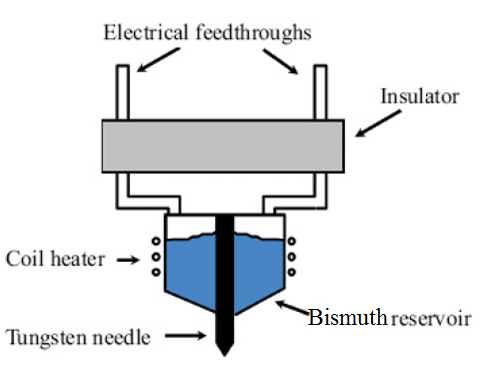 Electrical feedthroughs
Insulator
Coil heater
Bismuth reservoir
Tungsten needle